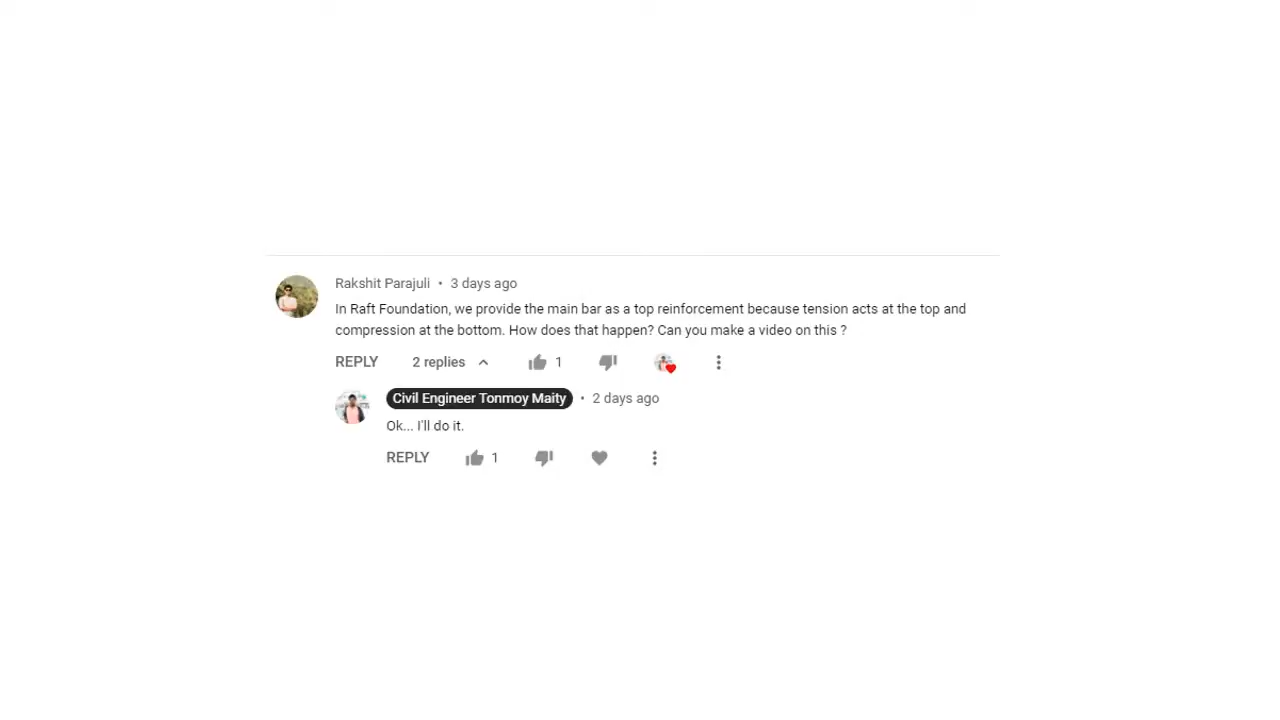 Rakshit Parajuli • 3 days ago
In Raft Foundation, we provide the main bar as a top reinforcement because tension acts at the top and
compression at the bottom. How does that happen? Can you make a video on this ?
REPLY 2 replies 1
Civil Engineer Tonmoy Maity • 2 days ago
Ok... I'll do it.
REPLY 1